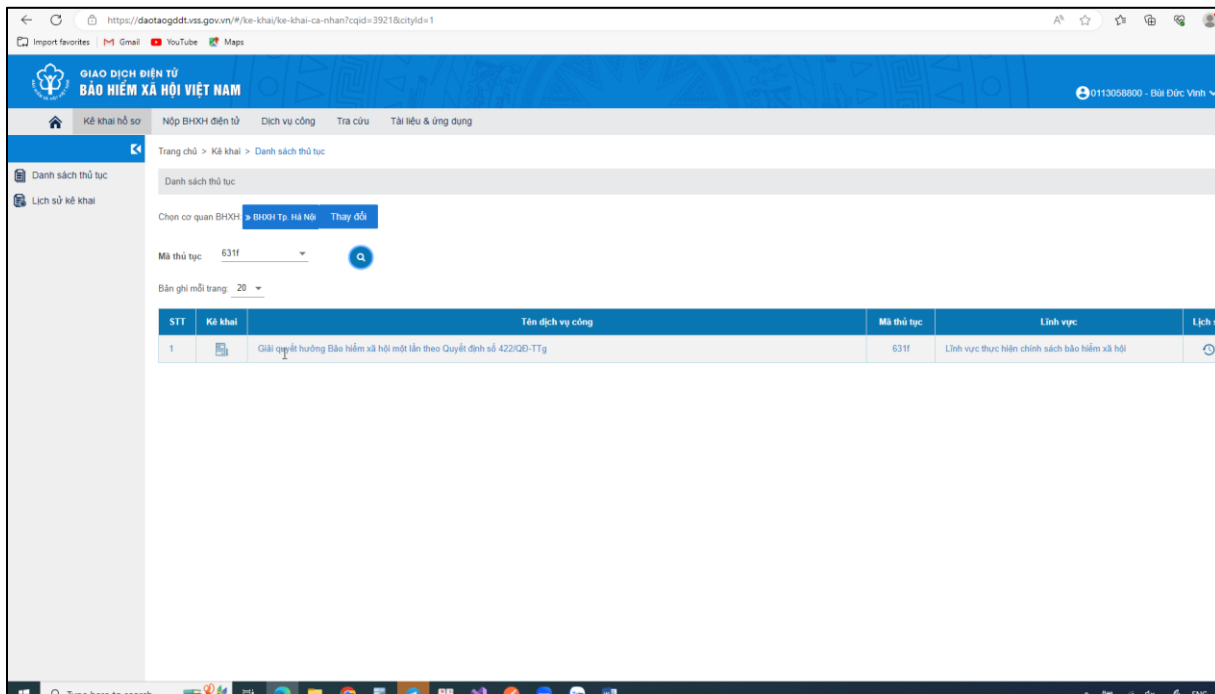 https://daotaogddt.vss.gov.vn/#/ke-khai/ke-khai-ca-nhan?cqid=3921&cityId=1
Import favorites Gmail YouTube Maps
GIAO DỊCH ĐIỆN TỬ
BẢO HIỂM XÃ HỘI VIỆT NAM
0113058800 - Bùi Đức Vinh
Kê khai hồ sơ Nộp BHXH điện tử Dịch vụ công Tra cứu Tài liệu & ứng dụng
Trang chủ > Kê khai > Danh sách thủ tục
Danh sách thủ tục
Danh sách thủ tục
Lịch sử kê khai
Chọn cơ quan BHXH: » BHXH Tp. Hà Nội Thay đổi
Mã thủ tục 631f
Bản ghi mỗi trang: 20
STT Kê khai Tên dịch vụ công Mã thủ tục Lĩnh vực Lịch
1 Giải quyết hưởng Bảo hiểm xã hội một lần theo Quyết định số 422/QĐ-TTg 631f Lĩnh vực thực hiện chính sách bảo hiểm xã hội